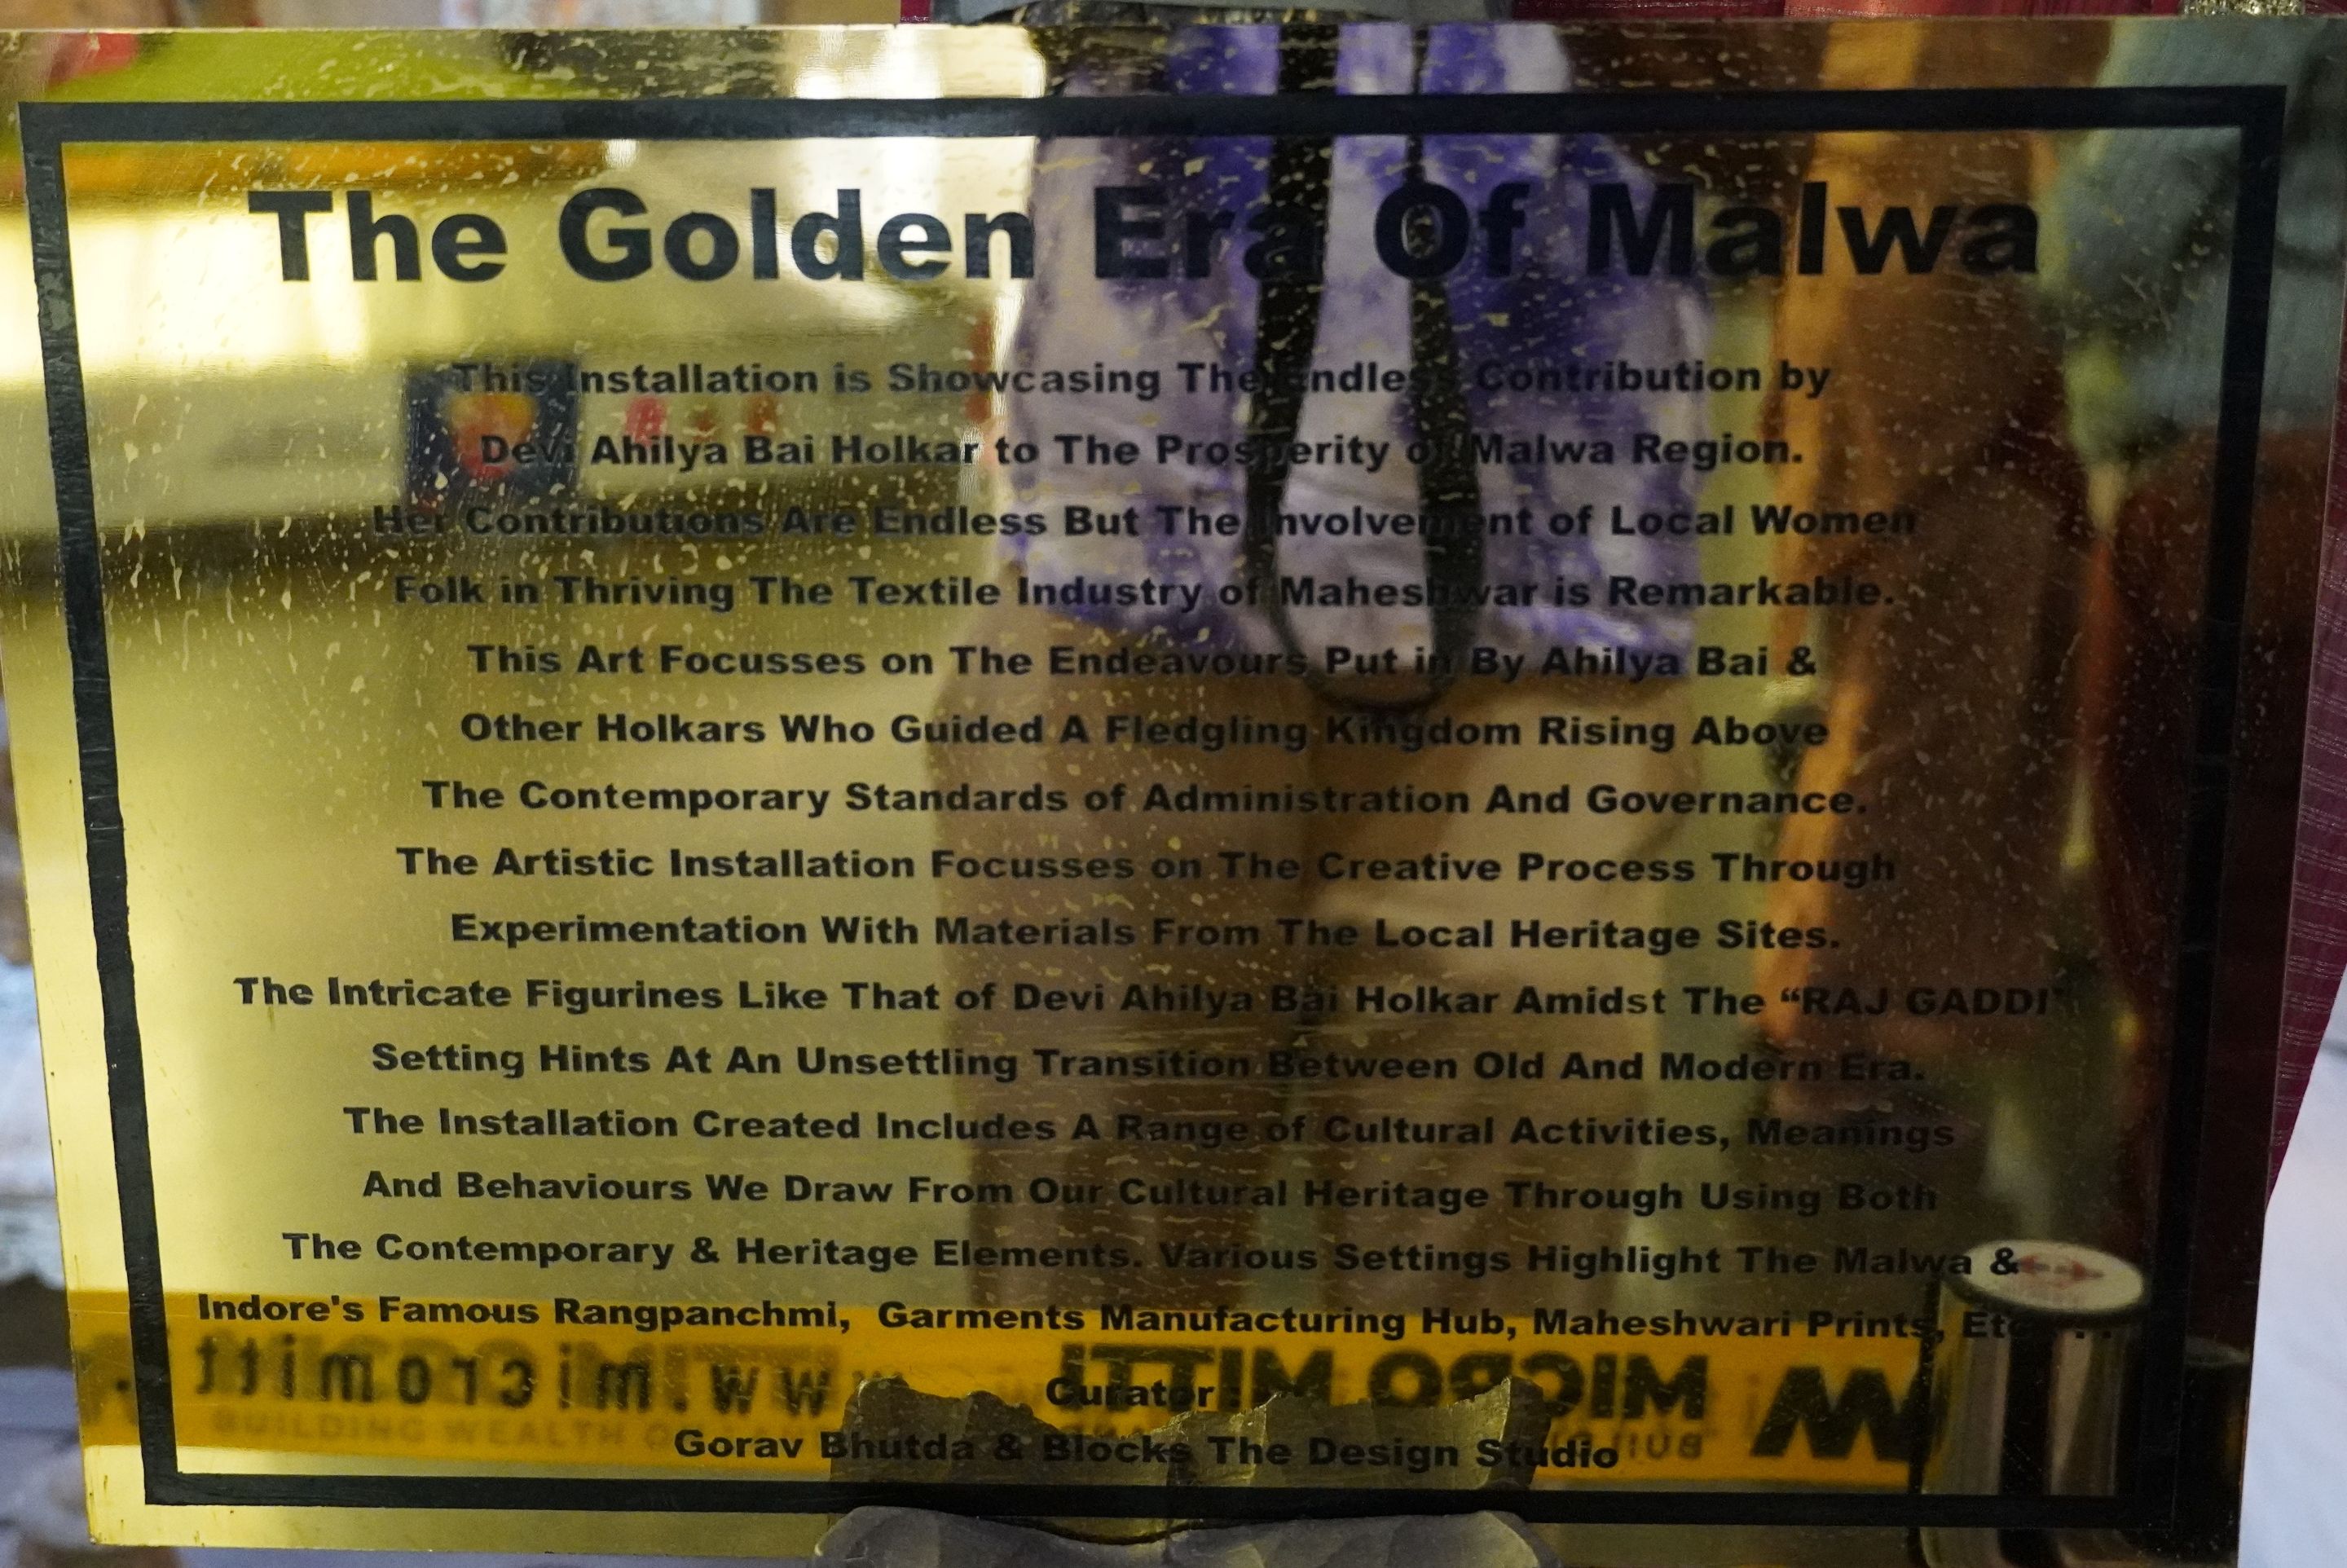 The Golden Era Of Malwa
This Installation is Showcasing The Endless Contribution by
Devi Ahilya Bai Holkar to The Prosperity of Malwa Region.
Her Contributions Are Endless But The Involvement of Local Women
Folk in Thriving The Textile Industry of Maheshwar is Remarkable.
This Art Focusses on The Endeavours Put in By Ahilya Bai &
Other Holkars Who Guided A Fledgling Kingdom Rising Above
The Contemporary Standards of Administration And Governance.
The Artistic Installation Focusses on The Creative Process Through
Experimentation With Materials From The Local Heritage Sites.
The Intricate Figurines Like That of Devi Ahilya Bai Holkar Amidst The “RAJ GADDI”
Setting Hints At An Unsettling Transition Between Old And Modern Era.
The Installation Created Includes A Range of Cultural Activities, Meanings
And Behaviours We Draw From Our Cultural Heritage Through Using Both
The Contemporary & Heritage Elements. Various Settings Highlight The Malwa &
Indore's Famous Rangpanchmi, Garments Manufacturing Hub, Maheshwari Prints, Etc...
www.micromitti MICRO MITTI
Curator :
Gorav Bhutda & Blocks The Design Studio